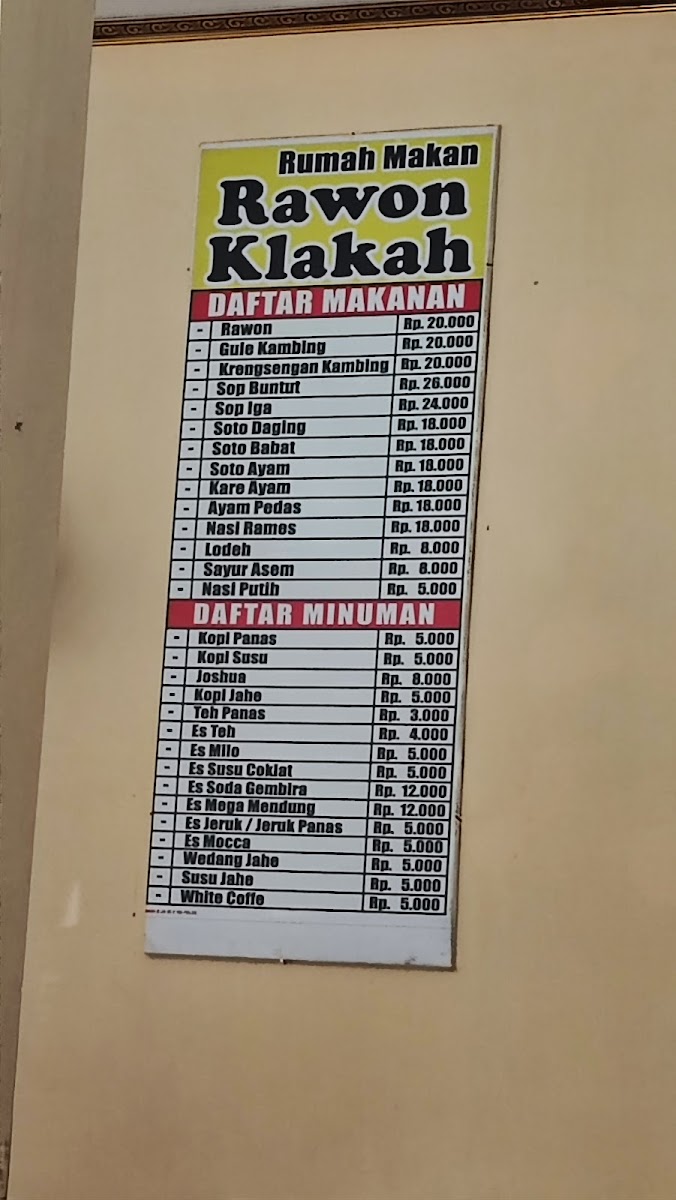 Rumah Makan
Rawon
Klakah
DAFTAR MAKANAN
- Rawon Rp. 20.000
- Gule Kambing Rp. 20.000
- Krengsengan Kambing Rp. 20.000
- Sop Buntut Rp. 26.000
- Sop Iga Rp. 24.000
- Soto Daging Rp. 18.000
- Soto Babat Rp. 18.000
- Soto Ayam Rp. 18.000
- Kare Ayam Rp. 18.000
- Ayam Pedas Rp. 18.000
- Nasi Rames Rp. 18.000
- Lodeh Rp. 8.000
- Sayur Asem Rp. 8.000
- Nasi Putih Rp. 5.000
DAFTAR MINUMAN
- Kopi Panas Rp. 5.000
- Kopi Susu Rp. 5.000
- Joshua Rp. 8.000
- Kopi Jahe Rp. 5.000
- Teh Panas Rp. 3.000
- Es Teh Rp. 4.000
- Es Milo Rp. 5.000
- Es Susu Coklat Rp. 5.000
- Es Soda Gembira Rp. 12.000
- Es Mega Mendung Rp. 12.000
- Es Jeruk / Jeruk Panas Rp. 5.000
- Es Mocca Rp. 5.000
- Wedang Jahe Rp. 5.000
- Susu Jahe Rp. 5.000
- White Coffe Rp. 5.000